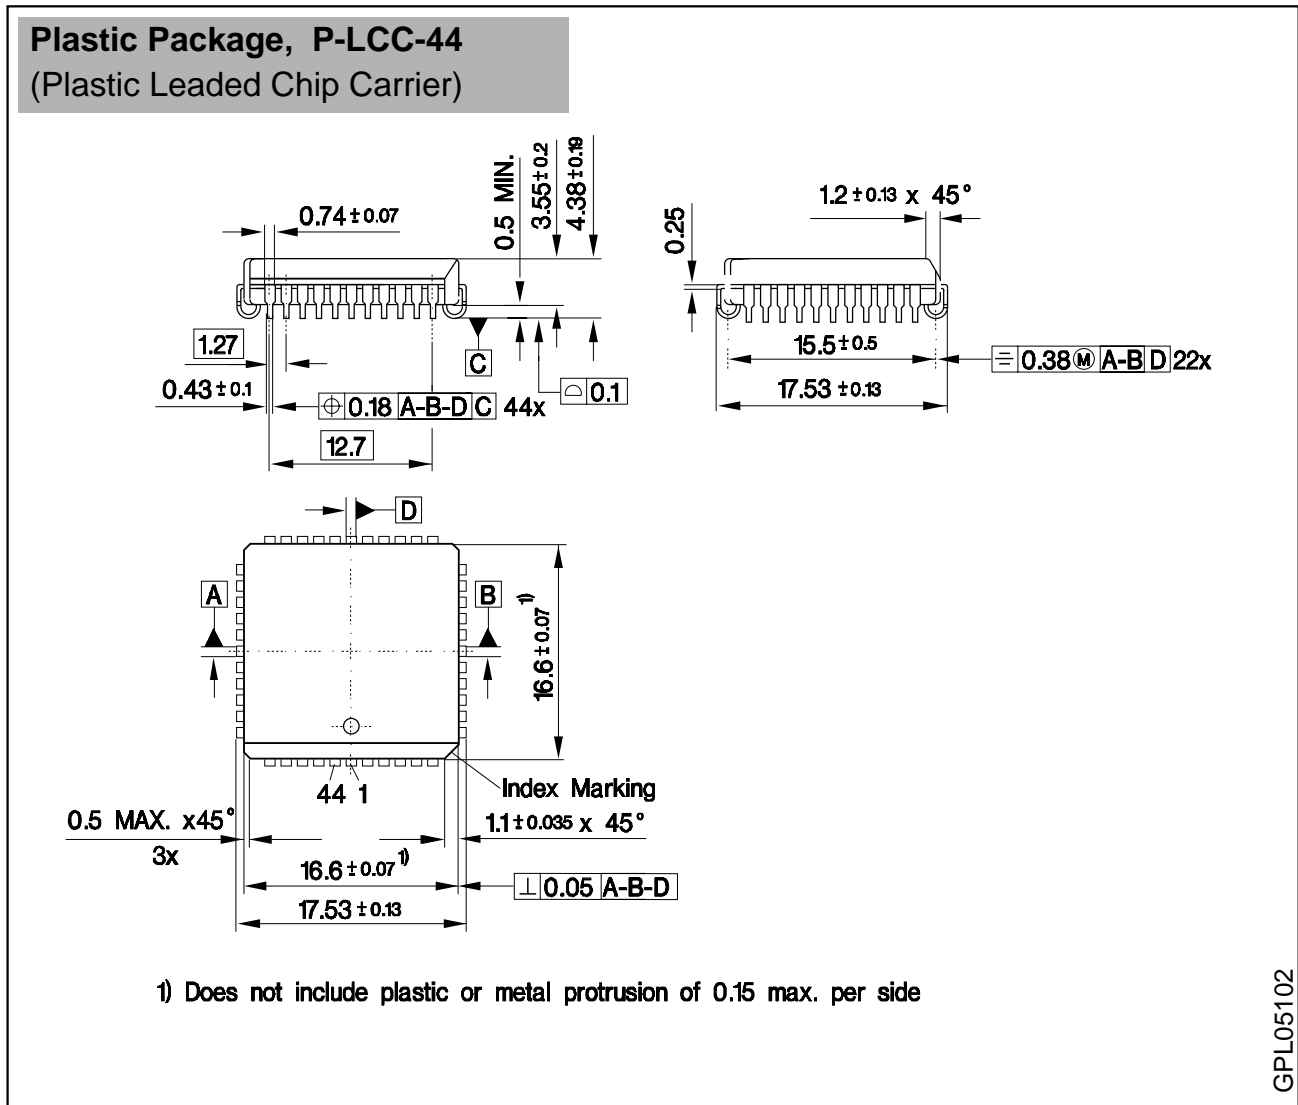 Plastic Package, P-LCC-44
(Plastic Leaded Chip Carrier)
0.74 ± 0.07
0.5 MIN.
3.55 ± 0.2
4.38 ± 0.19
1.27
0.43 ± 0.1
C
⌖ 0.18 A-B-D C 44x
⌓ 0.1
12.7
0.25
1.2 ± 0.13 x 45°
15.5 ± 0.5
⌯ 0.38 Ⓜ A-B D 22x
17.53 ± 0.13
D
A
B
16.6 ± 0.07 1)
44 1
Index Marking
0.5 MAX. x45°
3x
1.1 ± 0.035 x 45°
16.6 ± 0.07 1)
⊥ 0.05 A-B-D
17.53 ± 0.13
1) Does not include plastic or metal protrusion of 0.15 max. per side
GPL05102